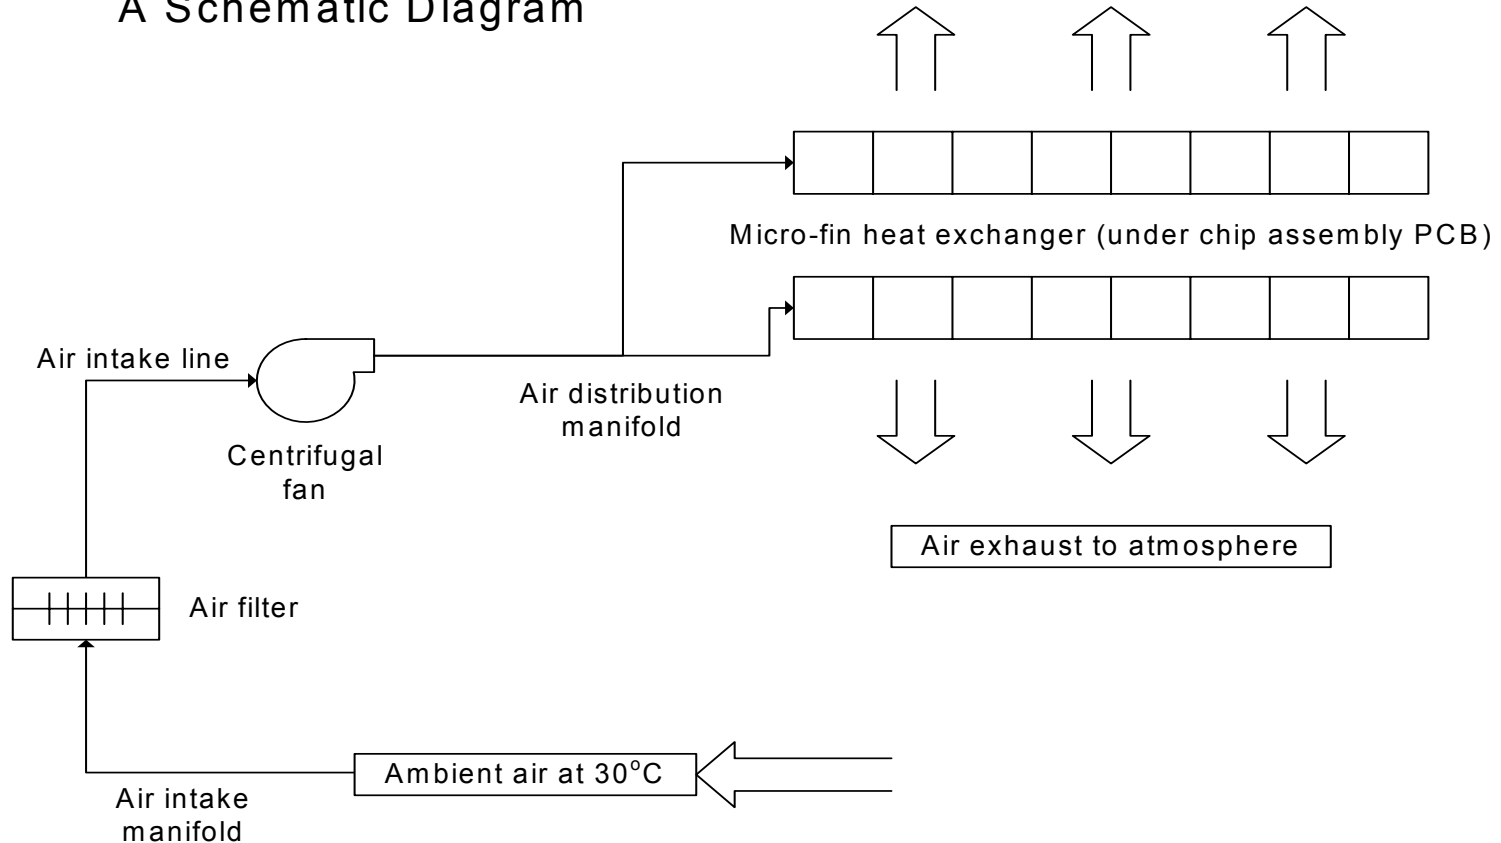 A Schematic Diagram
Micro-fin heat exchanger (under chip assembly PCB)
Air intake line
Air distribution
manifold
Centrifugal
fan
Air exhaust to atmosphere
Air filter
Ambient air at 30°C
Air intake
manifold